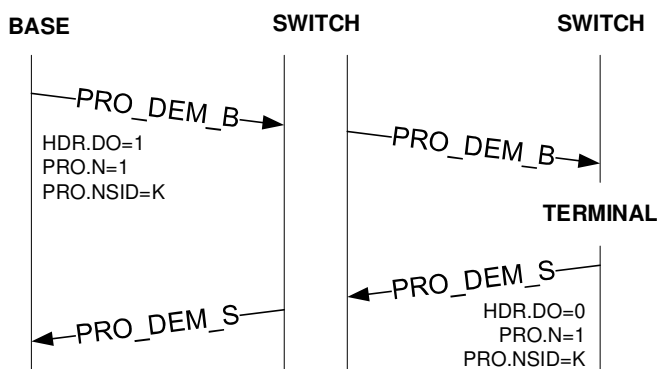 BASE SWITCH SWITCH
PRO_DEM_B
HDR.DO=1
PRO.N=1
PRO.NSID=K
PRO_DEM_B
TERMINAL
PRO_DEM_S
HDR.DO=0
PRO.N=1
PRO.NSID=K
PRO_DEM_S